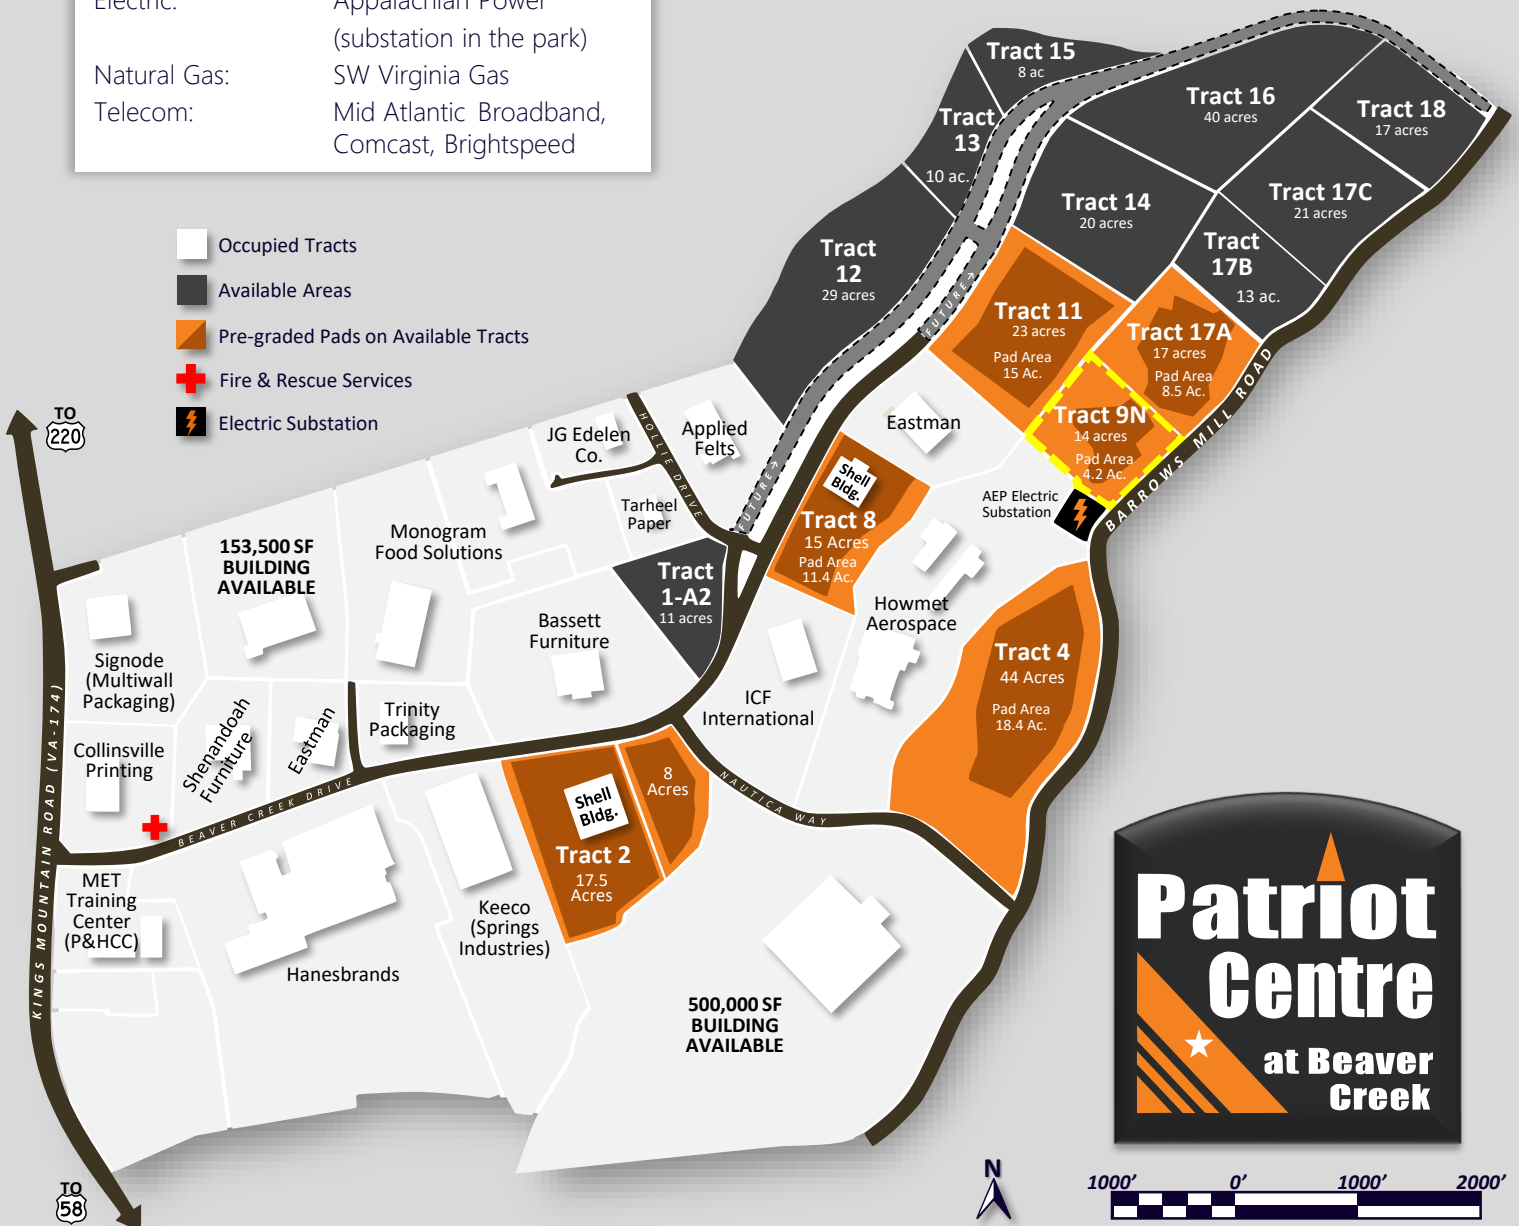 Electric:
Appalachian Power
(substation in the park)
Natural Gas:
SW Virginia Gas
Telecom:
Mid Atlantic Broadband,
Comcast, Brightspeed
Occupied Tracts
Available Areas
Pre-graded Pads on Available Tracts
Fire & Rescue Services
Electric Substation
TO
220
Tract 15
8 ac
Tract
13
10 ac.
Tract 16
40 acres
Tract 18
17 acres
Tract 14
20 acres
Tract 17C
21 acres
Tract
17B
13 ac.
Tract
12
29 acres
FUTURE
Tract 11
23 acres
Pad Area
15 Ac.
Tract 17A
17 acres
Pad Area
8.5 Ac.
Tract 9N
14 acres
Pad Area
4.2 Ac.
BARROWS MILL ROAD
Eastman
JG Edelen
Co.
HOLLIE DRIVE
Applied
Felts
FUTURE
Shell
Bldg.
Tract 8
15 Acres
Pad Area
11.4 Ac.
AEP Electric
Substation
Tarheel
Paper
Monogram
Food Solutions
153,500 SF
BUILDING
AVAILABLE
Tract
1-A2
11 acres
Howmet
Aerospace
Bassett
Furniture
Tract 4
44 Acres
Pad Area
18.4 Ac.
Signode
(Multiwall
Packaging)
ICF
International
Trinity
Packaging
Shenandoah
Furniture
Eastman
Collinsville
Printing
KINGS MOUNTAIN ROAD (VA-174)
BEAVER CREEK DRIVE
NAUTICA WAY
8
Acres
Shell
Bldg.
Tract 2
17.5
Acres
MET
Training
Center
(P&HCC)
Hanesbrands
Keeco
(Springs
Industries)
500,000 SF
BUILDING
AVAILABLE
Patriot
Centre
at Beaver
Creek
TO
58
N
1000’
0’
1000’
2000’